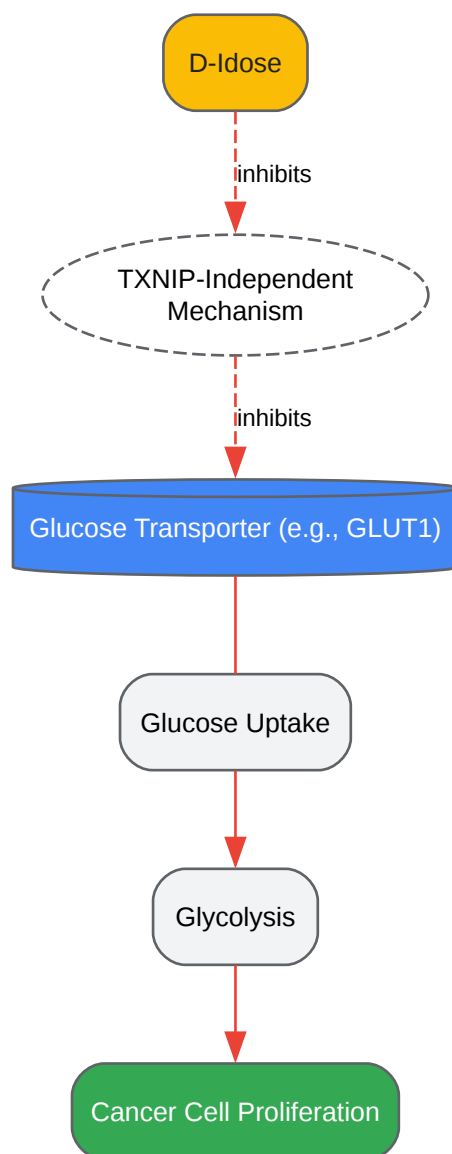 D-Idose
inhibits
TXNIP-Independent
Mechanism
inhibits
Glucose Transporter (e.g., GLUT1)
Glucose Uptake
Glycolysis
Cancer Cell Proliferation